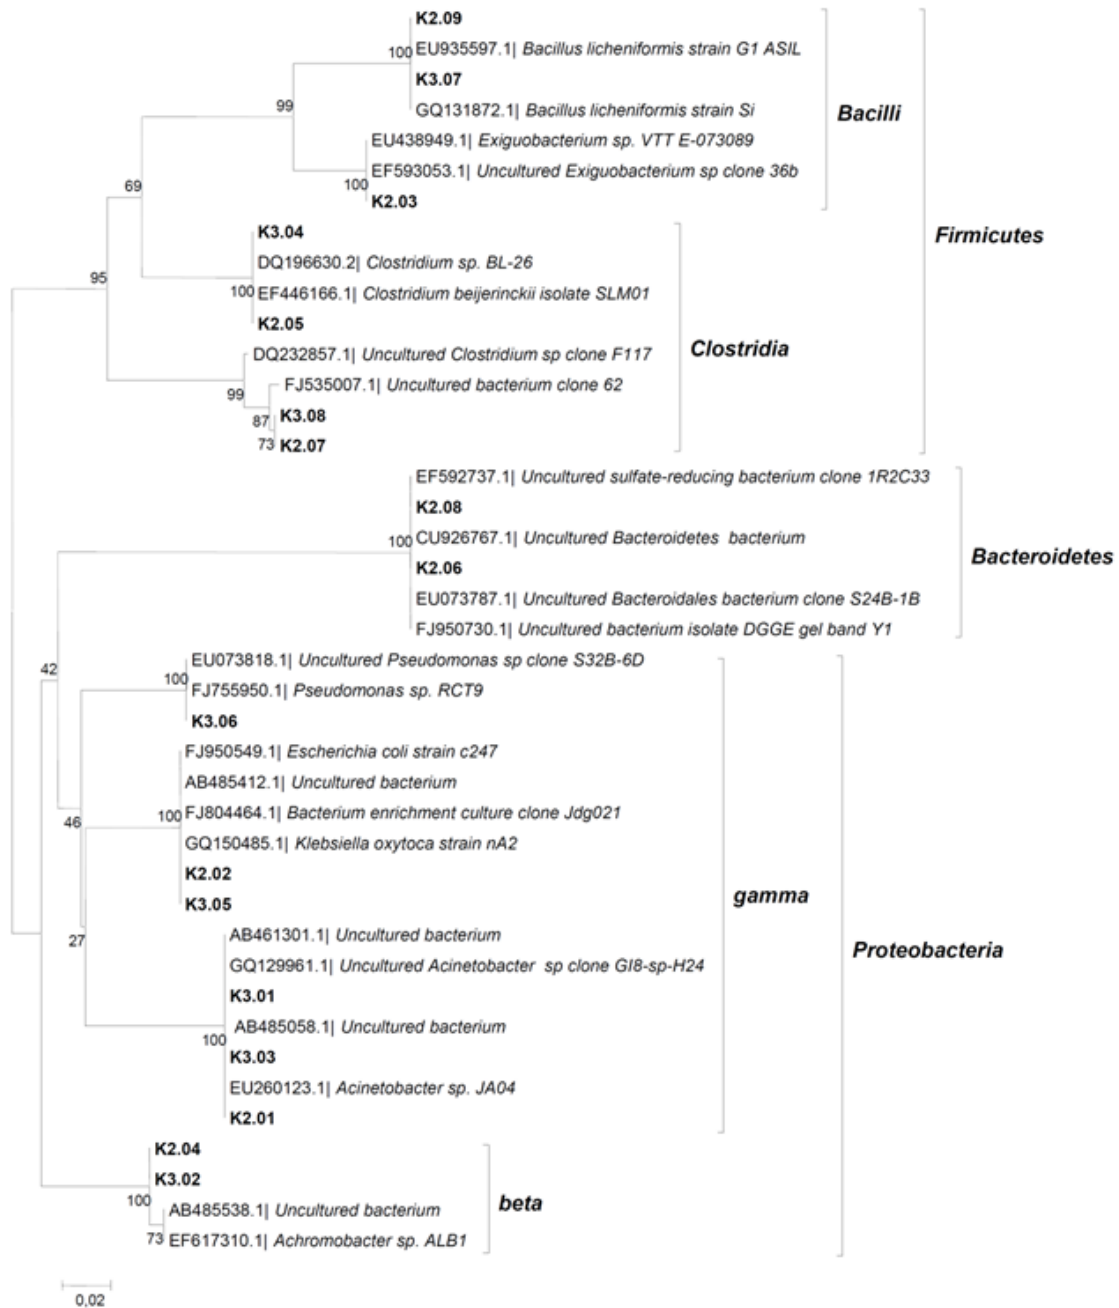 K2.09
100
EU935597.1| Bacillus licheniformis strain G1 ASIL
K3.07
99
GQ131872.1| Bacillus licheniformis strain Si
Bacilli
EU438949.1| Exiguobacterium sp. VTT E-073089
EF593053.1| Uncultured Exiguobacterium sp clone 36b
100
69
K2.03
K3.04
Firmicutes
DQ196630.2| Clostridium sp. BL-26
95
100
EF446166.1| Clostridium beijerinckii isolate SLM01
K2.05
Clostridia
DQ232857.1| Uncultured Clostridium sp clone F117
FJ535007.1| Uncultured bacterium clone 62
99
K3.08
87
73
K2.07
EF592737.1| Uncultured sulfate-reducing bacterium clone 1R2C33
K2.08
100
CU926767.1| Uncultured Bacteroidetes bacterium
Bacteroidetes
K2.06
EU073787.1| Uncultured Bacteroidales bacterium clone S24B-1B
FJ950730.1| Uncultured bacterium isolate DGGE gel band Y1
42
EU073818.1| Uncultured Pseudomonas sp clone S32B-6D
100
FJ755950.1| Pseudomonas sp. RCT9
K3.06
FJ950549.1| Escherichia coli strain c247
AB485412.1| Uncultured bacterium
46
100
FJ804464.1| Bacterium enrichment culture clone Jdg021
GQ150485.1| Klebsiella oxytoca strain nA2
K2.02
gamma
K3.05
27
AB461301.1| Uncultured bacterium
Proteobacteria
GQ129961.1| Uncultured Acinetobacter sp clone GI8-sp-H24
K3.01
AB485058.1| Uncultured bacterium
100
K3.03
EU260123.1| Acinetobacter sp. JA04
K2.01
K2.04
K3.02
100
beta
AB485538.1| Uncultured bacterium
73
EF617310.1| Achromobacter sp. ALB1
0,02